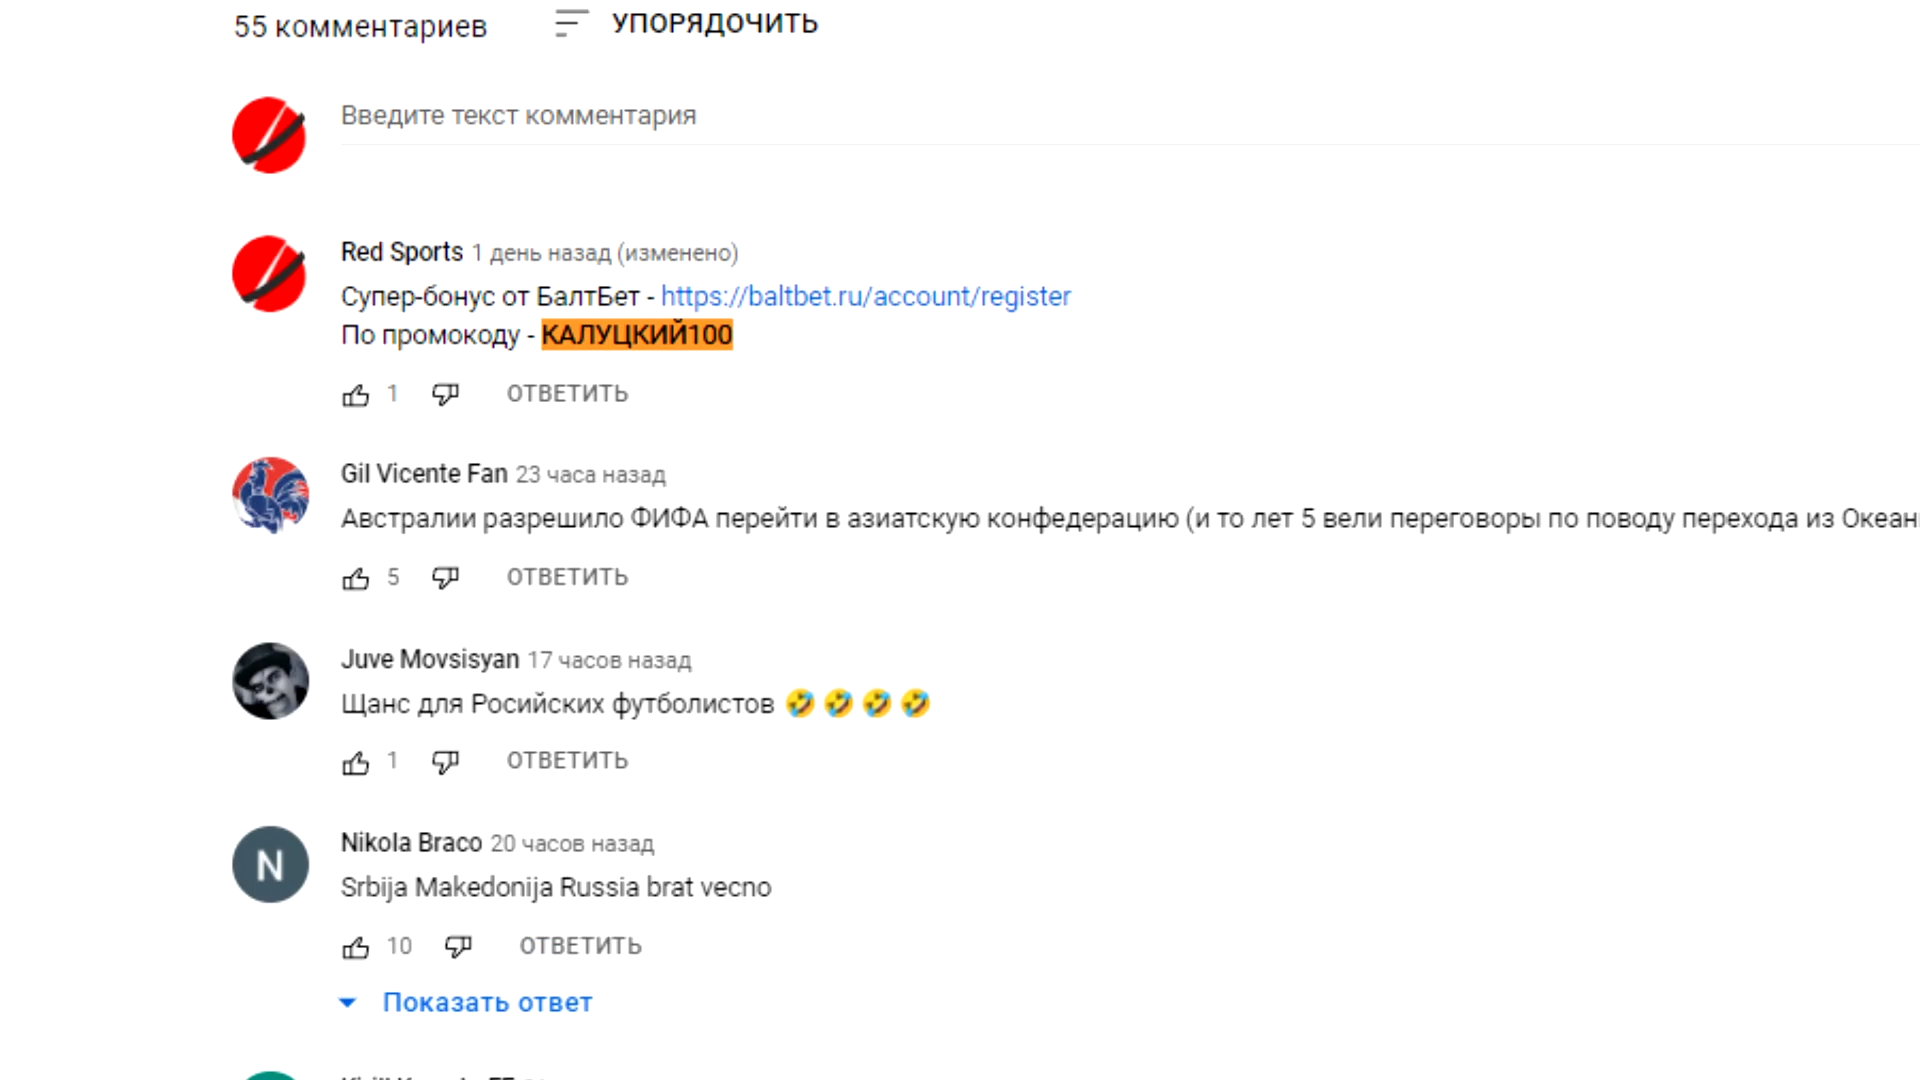 55 комментариев
УПОРЯДОЧИТЬ
Введите текст комментария
Red Sports 1 день назад (изменено)
Супер-бонус от БалтБет - https://baltbet.ru/account/register
По промокоду - КАЛУЦКИЙ100
1 ОТВЕТИТЬ
Gil Vicente Fan 23 часа назад
Австралии разрешило ФИФА перейти в азиатскую конфедерацию (и то лет 5 вели переговоры по поводу перехода из
5 ОТВЕТИТЬ
Juve Movsisyan 17 часов назад
Щанс для Росийских футболистов 🤣 🤣 🤣 🤣
1 ОТВЕТИТЬ
N
Nikola Braco 20 часов назад
Srbija Makedonija Russia brat vecno
10 ОТВЕТИТЬ
Показать ответ